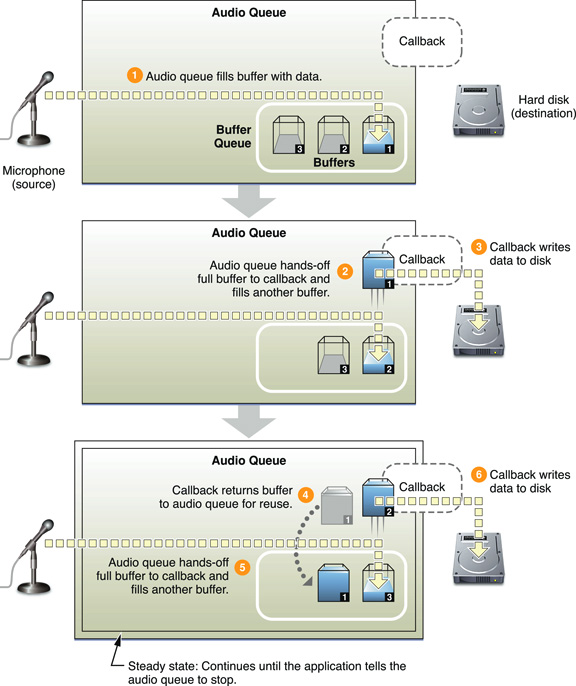 Audio Queue
Callback
1 Audio queue fills buffer with data.
Hard disk
(destination)
Buffer
Queue
3 2 1
Buffers
Microphone
(source)
Audio Queue
Callback
3 Callback writes
data to disk
2 Audio queue hands-off
full buffer to callback and
fills another buffer.
1
3 2
Audio Queue
Callback
6 Callback writes
data to disk
4 Callback returns buffer
to audio queue for reuse.
1 2
5 Audio queue hands-off
full buffer to callback and
fills another buffer.
1 3
Steady state: Continues until the application tells the
audio queue to stop.